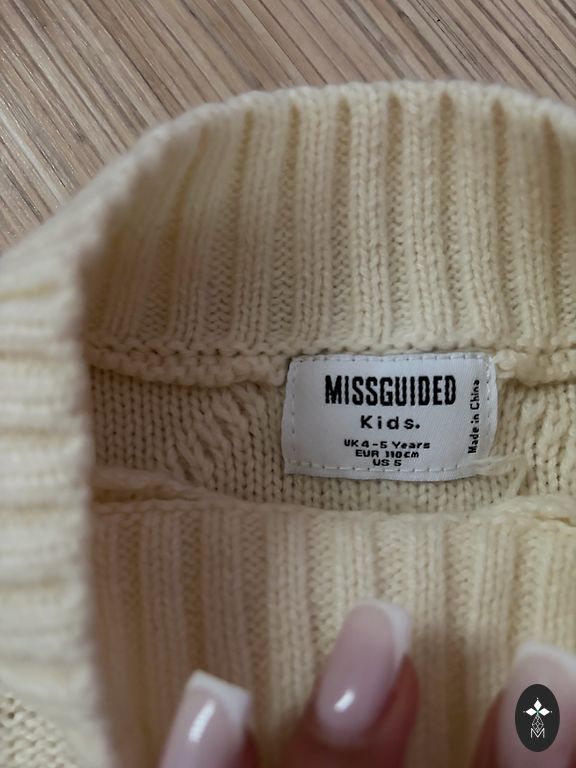 MISSGUIDED
Kids.
UK 4-5 Years
EUR 110cm
US 5
Made in China